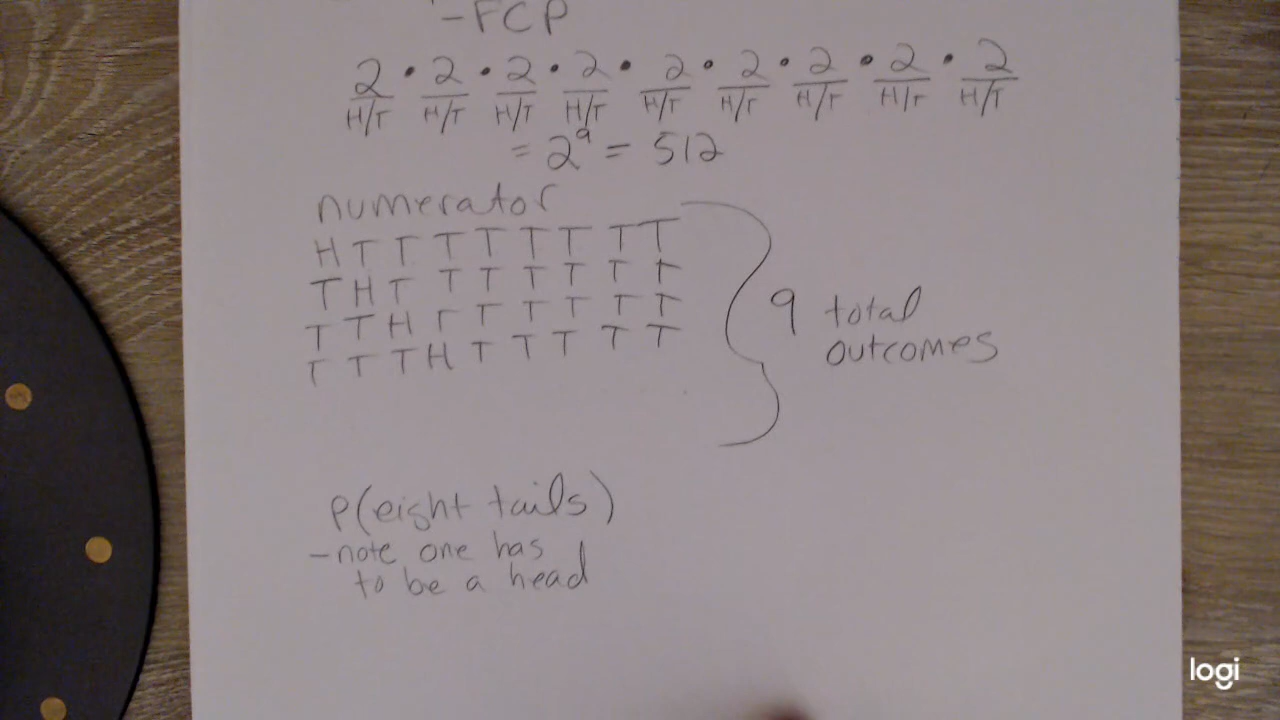 -FCP
2 · 2 · 2 · 2 · 2 · 2 · 2 · 2 · 2
H/T H/T H/T H/T H/T H/T H/T H/T H/T
= 2⁹ = 512
numerator
H T T T T T T T T
T H T T T T T T T
T T H T T T T T T
T T T H T T T T T
9 total
outcomes
P(eight tails)
-note one has
to be a head
logi